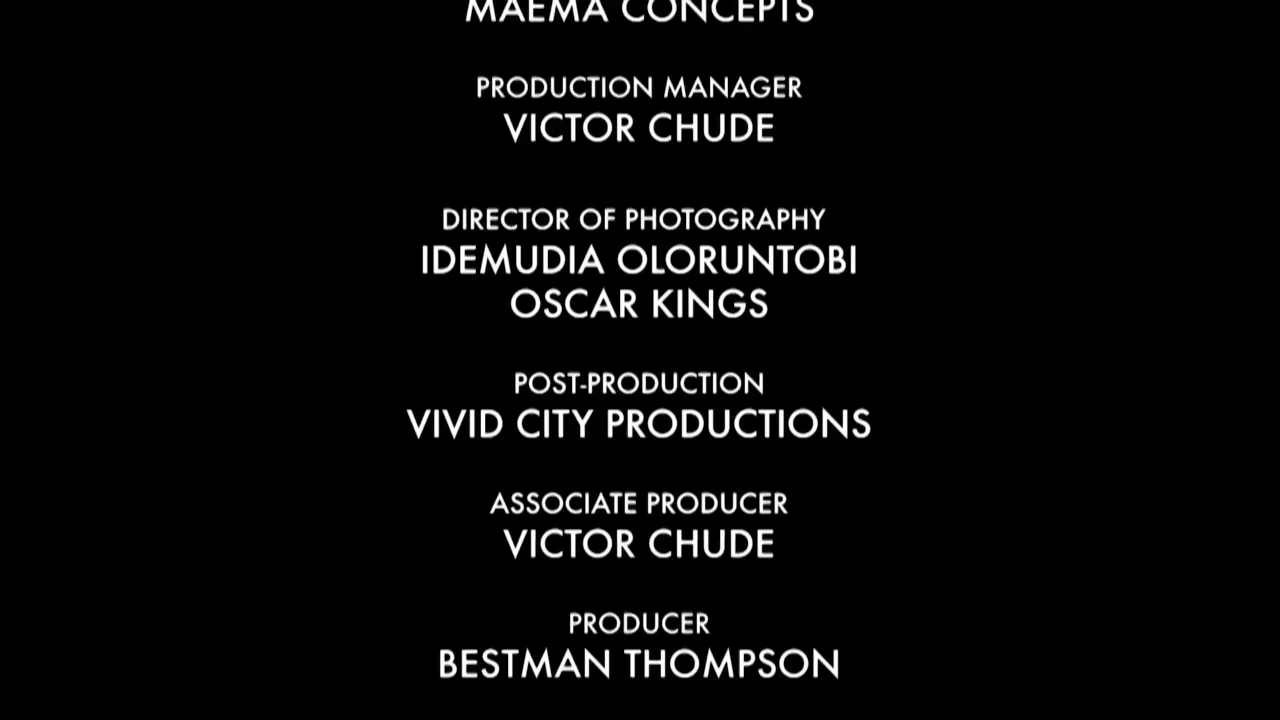 MAEMA CONCEPTS
PRODUCTION MANAGER
VICTOR CHUDE
DIRECTOR OF PHOTOGRAPHY
IDEMUDIA OLORUNTOBI
OSCAR KINGS
POST-PRODUCTION
VIVID CITY PRODUCTIONS
ASSOCIATE PRODUCER
VICTOR CHUDE
PRODUCER
BESTMAN THOMPSON